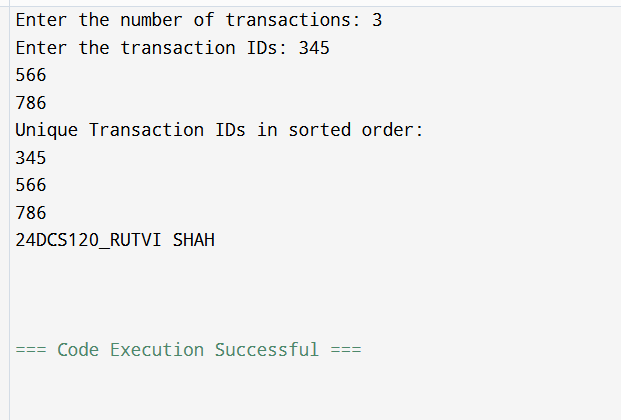 Enter the number of transactions: 3
Enter the transaction IDs: 345
566
786
Unique Transaction IDs in sorted order:
345
566
786
24DCS120_RUTVI SHAH
=== Code Execution Successful ===